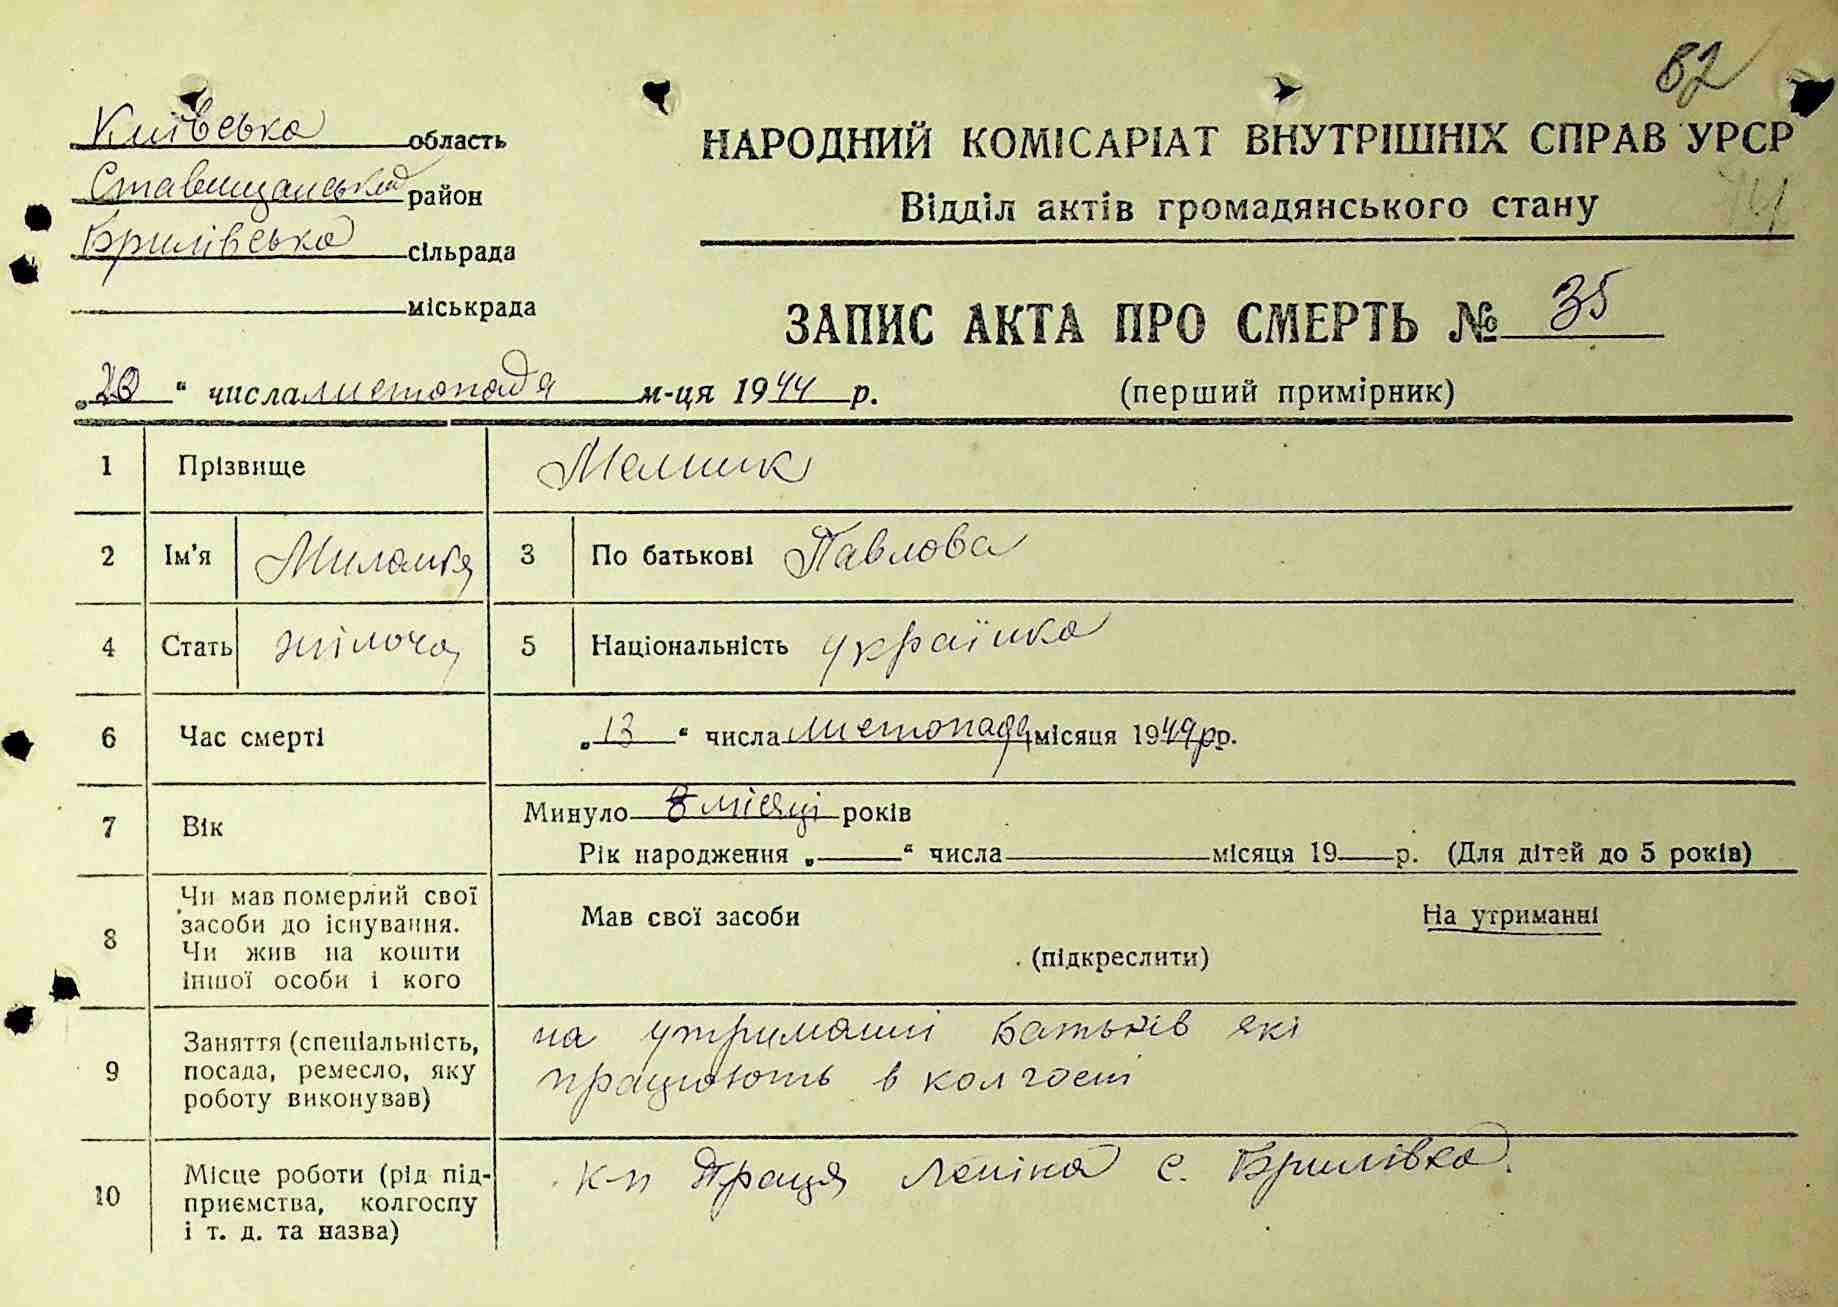 82
Київська область
Ставищанський район
Брилівська сільрада
міськрада
НАРОДНИЙ КОМІСАРІАТ ВНУТРІШНІХ СПРАВ УРСР
Відділ актів громадянського стану
ЗАПИС АКТА ПРО СМЕРТЬ № 35
„20“ числа листопада м-ця 1944 р.
(перший примірник)
1 Прізвище Мельник
2 Ім'я 3 По батькові Павлова
4 Стать жіноча 5 Національність українка
6 Час смерті „13“ числа листопада місяця 1944р р.
7 Вік Минуло 8 місяці років
Рік народження „ “ числа місяця 19 р. (Для дітей до 5 років)
8 Чи мав померлий свої
засоби до існування.
Чи жив на кошти
іншої особи і кого
Мав свої засоби На утриманні
(підкреслити)
9 Заняття (спеціальність,
посада, ремесло, яку
роботу виконував)
на утриманні батьків які
працюють в колгоспі
10 Місце роботи (рід під-
приємства, колгоспу
і т. д. та назва)
к-п Праця Леніна с. Брилівка.